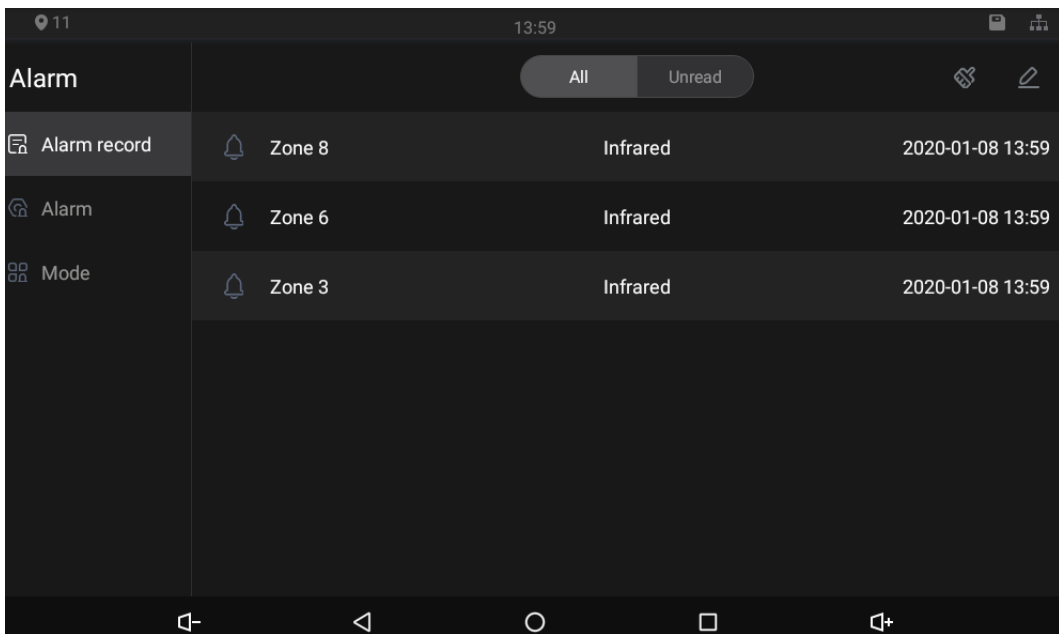 11 13:59
Alarm All Unread
Alarm record Zone 8 Infrared 2020-01-08 13:59
Alarm Zone 6 Infrared 2020-01-08 13:59
Mode Zone 3 Infrared 2020-01-08 13:59